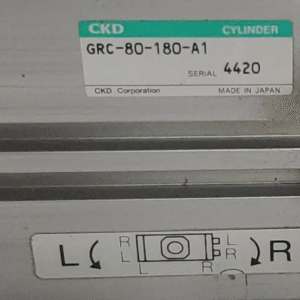 CKD CYLINDER
GRC-80-180-A1
SERIAL 4420
CKD Corporation MADE IN JAPAN
L R L R
L R
L R